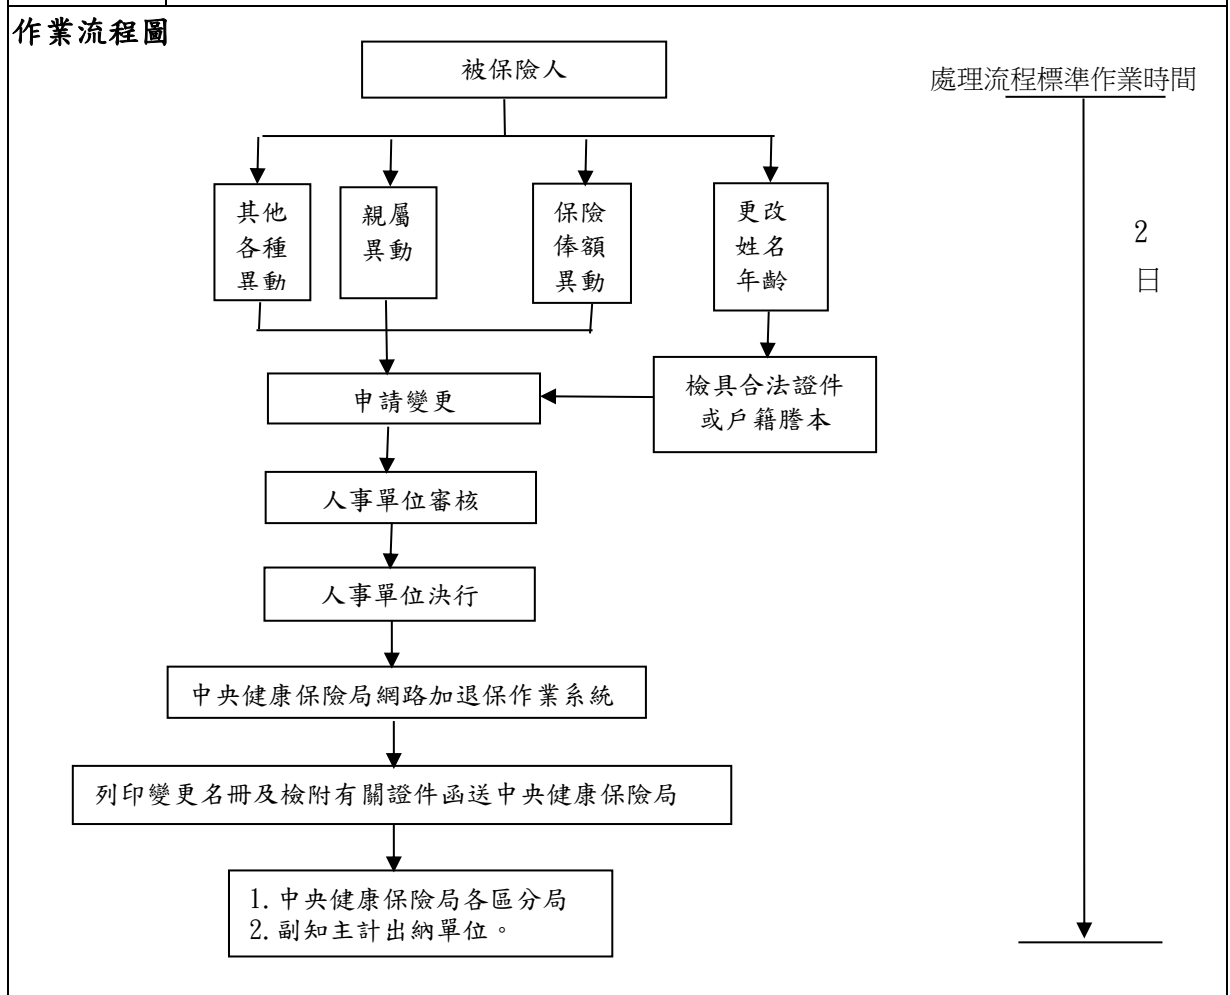 作業流程圖
被保險人
處理流程標準作業時間
其他
各種
異動
親屬
異動
保險
俸額
異動
更改
姓名
年齡
2
日
檢具合法證件
或戶籍謄本
申請變更
人事單位審核
人事單位決行
中央健康保險局網路加退保作業系統
列印變更名冊及檢附有關證件函送中央健康保險局
1.中央健康保險局各區分局
2.副知主計出納單位。